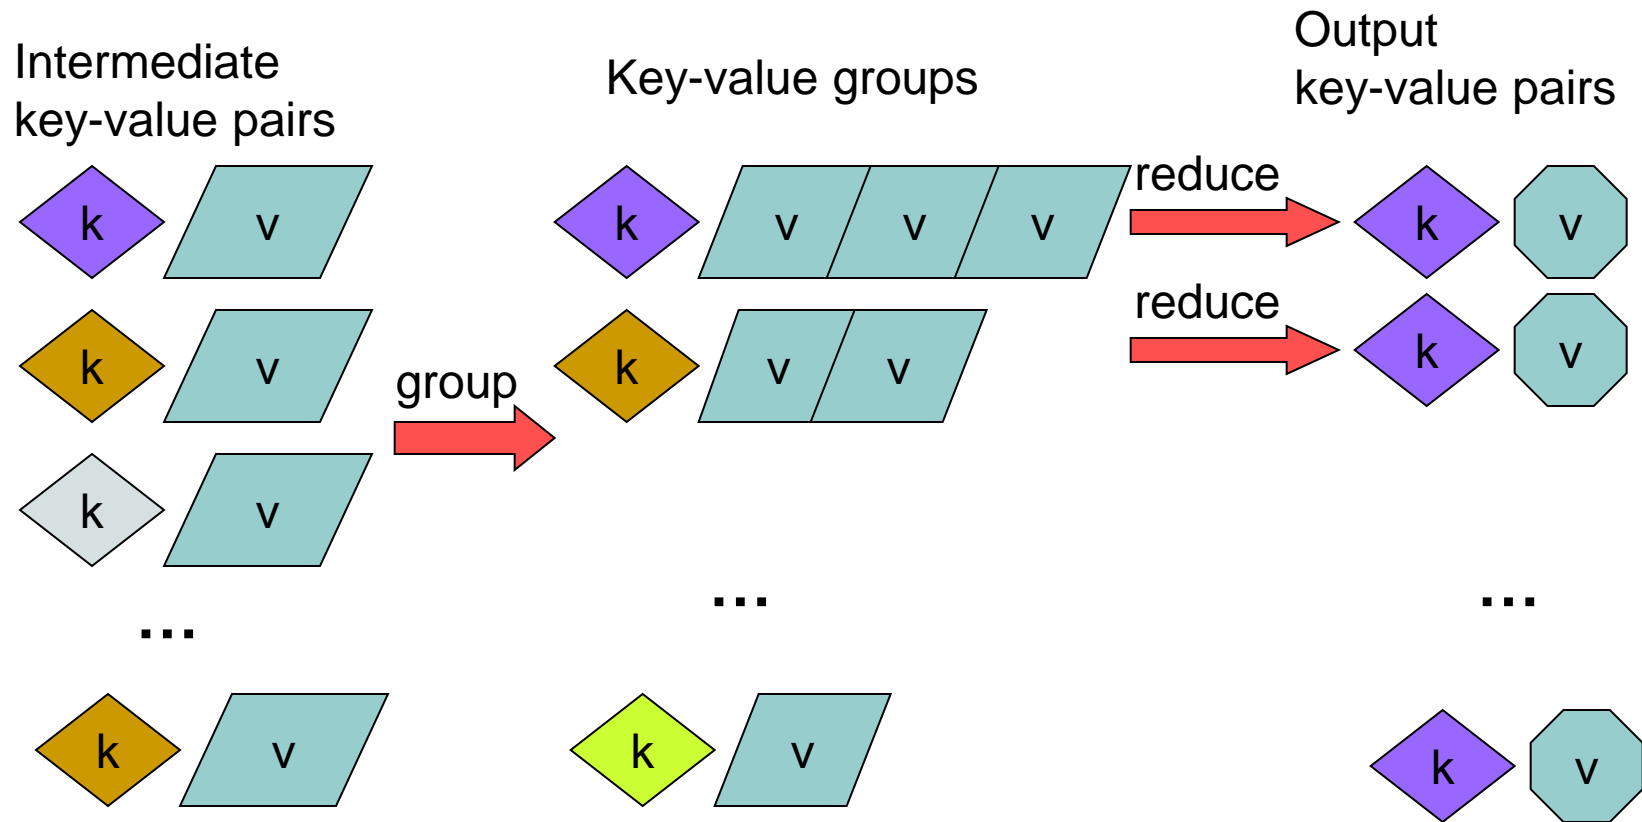 Intermediate
key-value pairs
Key-value groups
Output
key-value pairs
k v
k v v v
reduce
k v
k v
group
k v v
reduce
k v
k v
...
...
...
k v
k v
k v